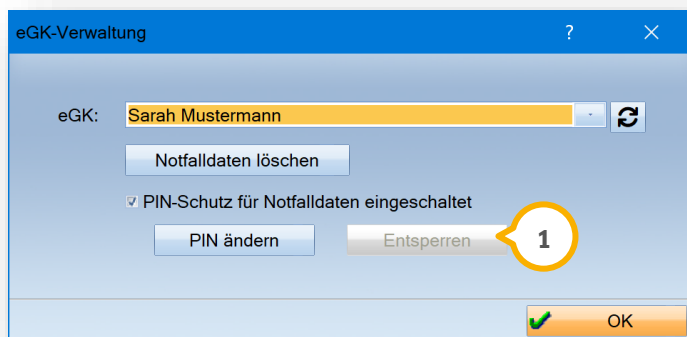 eGK-Verwaltung ?
eGK: Sarah Mustermann
Notfalldaten löschen
PIN-Schutz für Notfalldaten eingeschaltet
PIN ändern Entsperren 1
OK